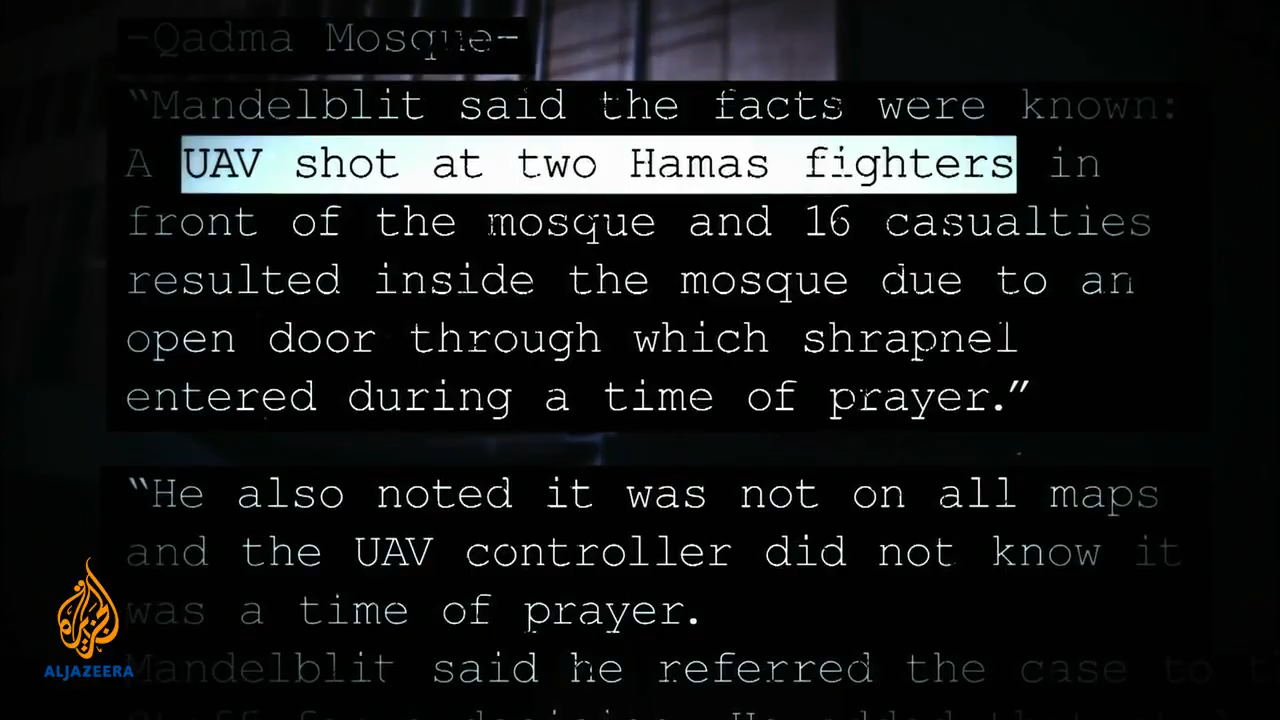 -Qadma Mosque-
“Mandelblit said the facts were known:
A UAV shot at two Hamas fighters in
front of the mosque and 16 casualties
resulted inside the mosque due to an
open door through which shrapnel
entered during a time of prayer.”
“He also noted it was not on all maps
and the UAV controller did not know it
was a time of prayer.
Mandelblit said he referred the case to
ALJAZEERA